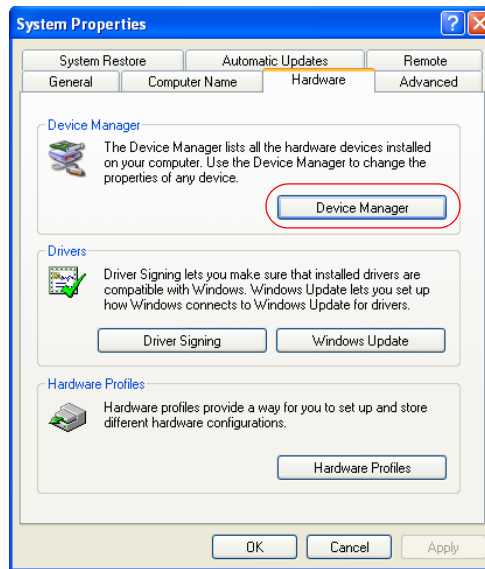 System Properties
System Restore Automatic Updates Remote
General Computer Name Hardware Advanced
Device Manager
The Device Manager lists all the hardware devices installed
on your computer. Use the Device Manager to change the
properties of any device.
Device Manager
Drivers
Driver Signing lets you make sure that installed drivers are
compatible with Windows. Windows Update lets you set up
how Windows connects to Windows Update for drivers.
Driver Signing Windows Update
Hardware Profiles
Hardware profiles provide a way for you to set up and store
different hardware configurations.
Hardware Profiles
OK Cancel Apply